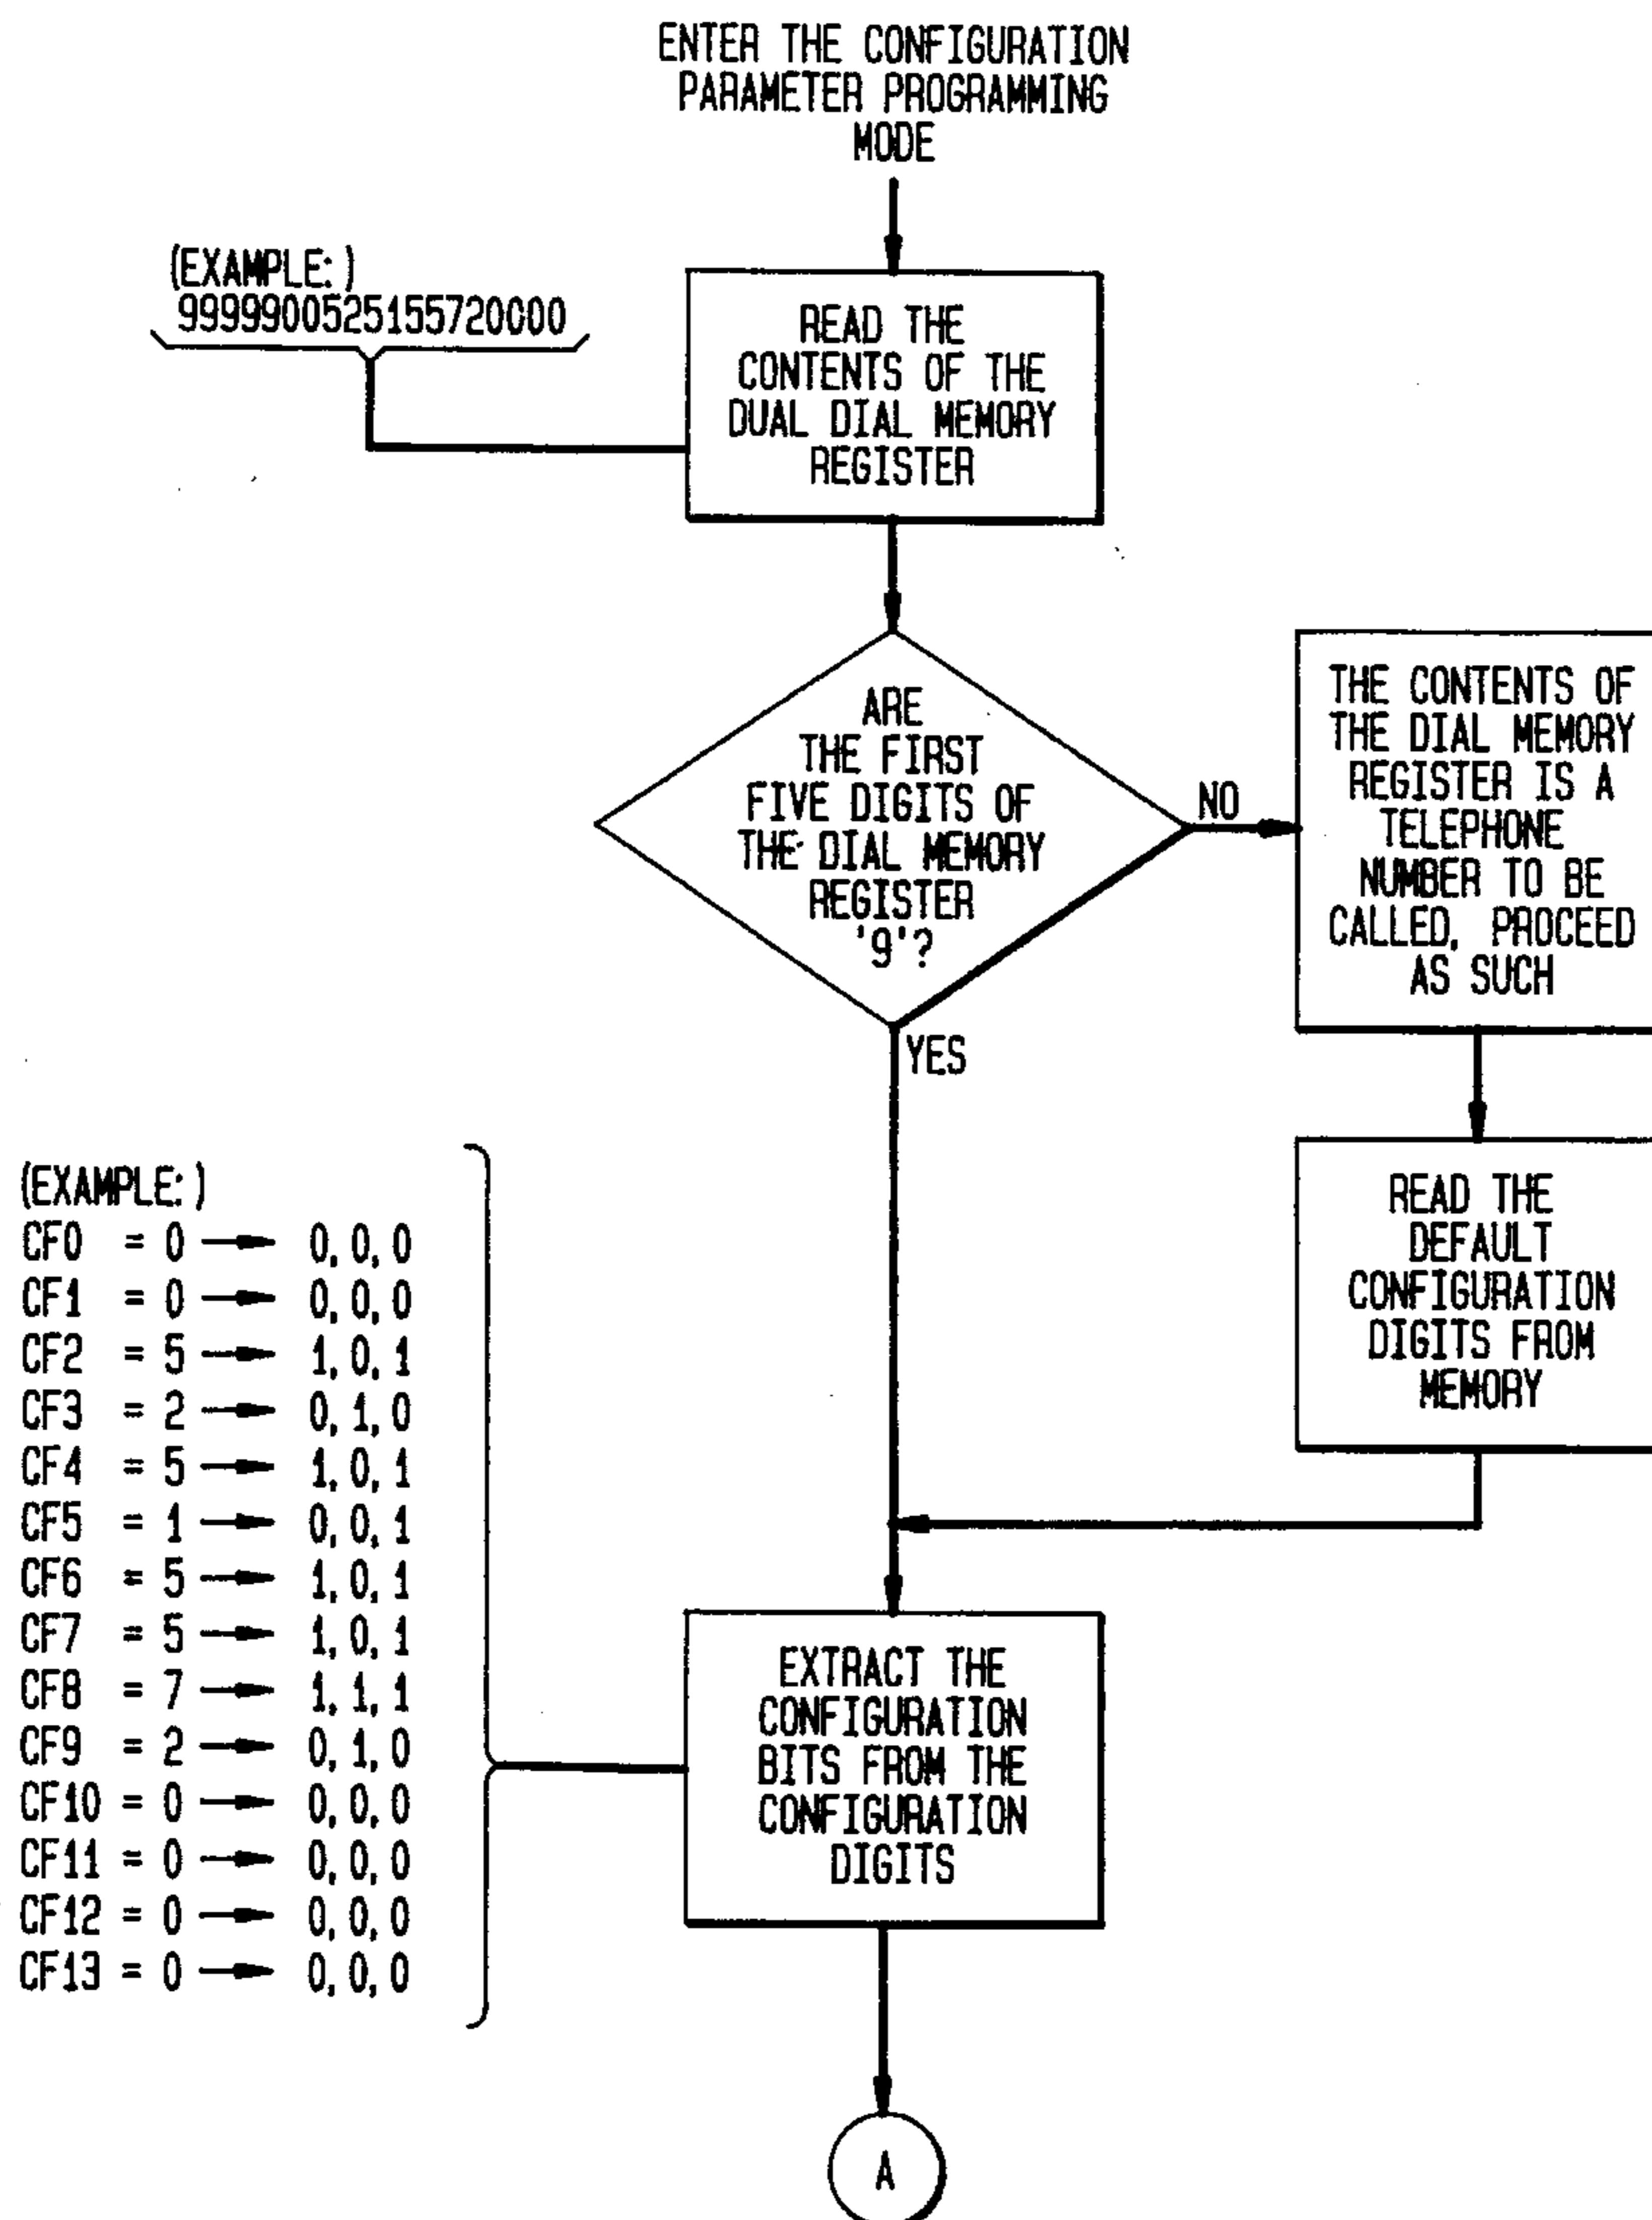 ENTER THE CONFIGURATION
PARAMETER PROGRAMMING
MODE
(EXAMPLE:)
9999900525155720000
READ THE
CONTENTS OF THE
DUAL DIAL MEMORY
REGISTER
ARE
THE FIRST
FIVE DIGITS OF
THE DIAL MEMORY
REGISTER
'9'?
NO
THE CONTENTS OF
THE DIAL MEMORY
REGISTER IS A
TELEPHONE
NUMBER TO BE
CALLED, PROCEED
AS SUCH
YES
READ THE
DEFAULT
CONFIGURATION
DIGITS FROM
MEMORY
(EXAMPLE:)
CF0 = 0 → 0,0,0
CF1 = 0 → 0,0,0
CF2 = 5 → 1,0,1
CF3 = 2 → 0,1,0
CF4 = 5 → 1,0,1
CF5 = 1 → 0,0,1
CF6 = 5 → 1,0,1
CF7 = 5 → 1,0,1
CF8 = 7 → 1,1,1
CF9 = 2 → 0,1,0
CF10 = 0 → 0,0,0
CF11 = 0 → 0,0,0
CF12 = 0 → 0,0,0
CF13 = 0 → 0,0,0
EXTRACT THE
CONFIGURATION
BITS FROM THE
CONFIGURATION
DIGITS
A